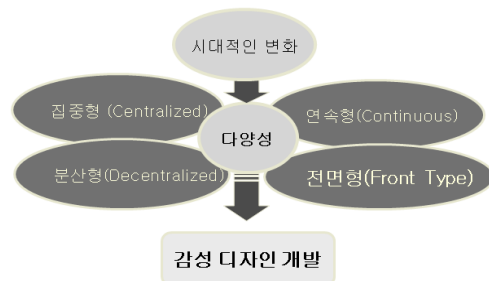 시대적인 변화
집중형 (Centralized)
연속형(Continuous)
다양성
분산형(Decentralized)
전면형(Front Type)
감성 디자인 개발